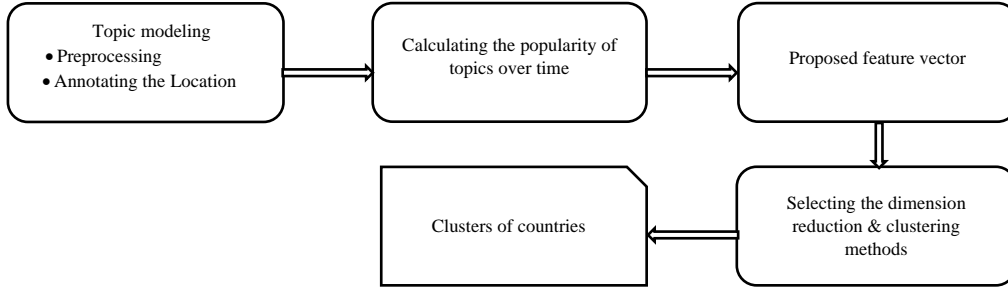 Topic modeling
• Preprocessing
• Annotating the Location
Calculating the popularity of
topics over time
Proposed feature vector
Selecting the dimension
reduction & clustering
methods
Clusters of countries